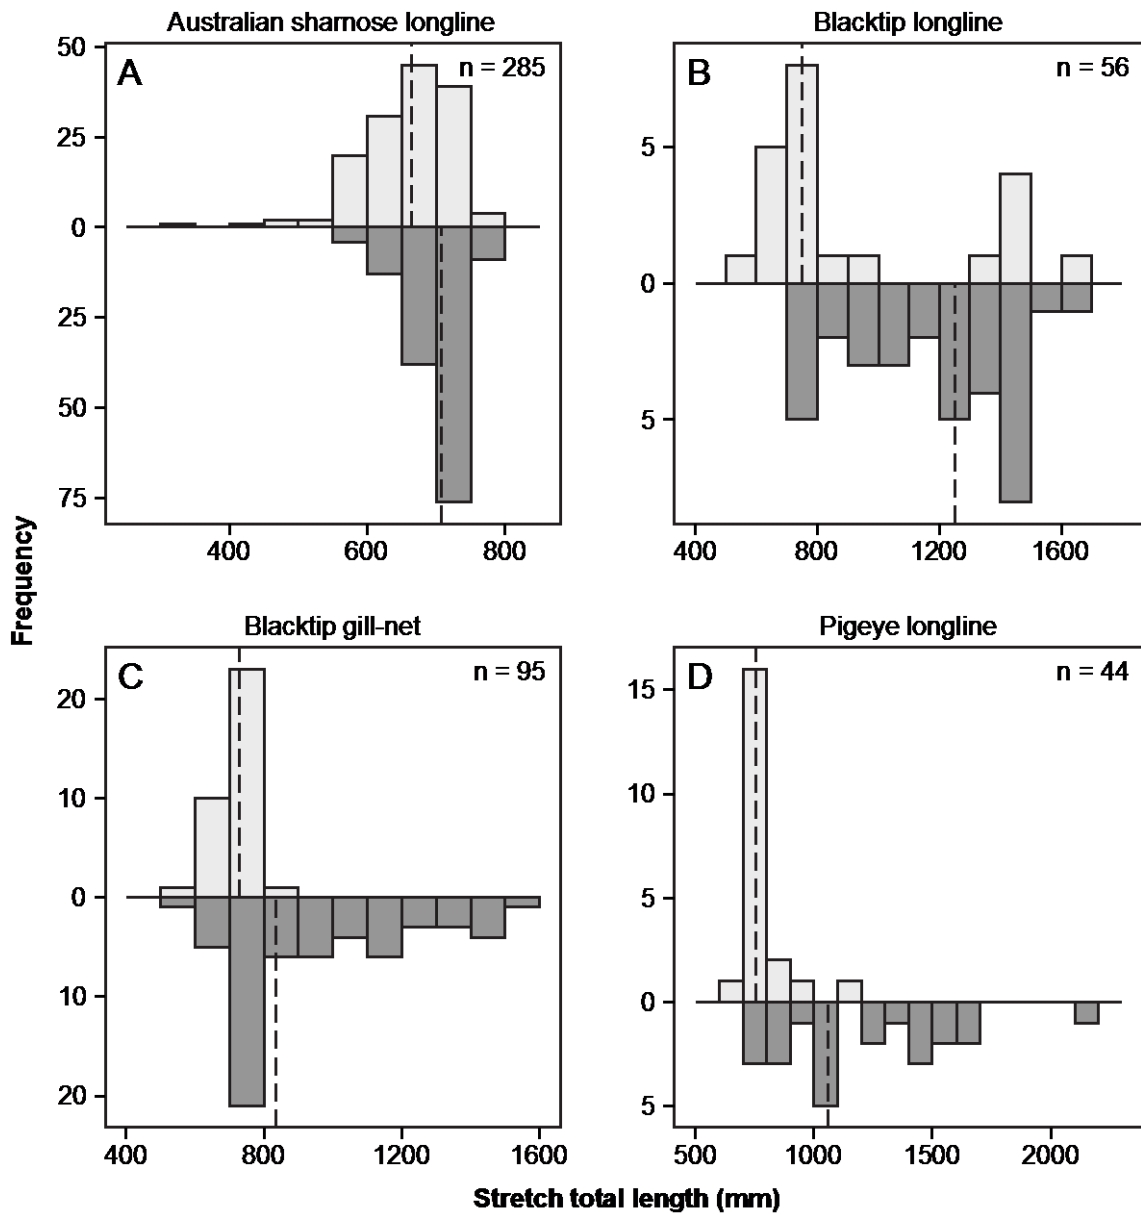 Australian sharnose longline
A
n = 285
50
25
0
25
50
75
400 600 800
Blacktip longline
B
n = 56
5
0
5
400 800 1200 1600
Frequency
Blacktip gill-net
C
n = 95
20
10
0
10
20
400 800 1200 1600
Pigeye longline
D
n = 44
15
10
5
0
5
500 1000 1500 2000
Stretch total length (mm)